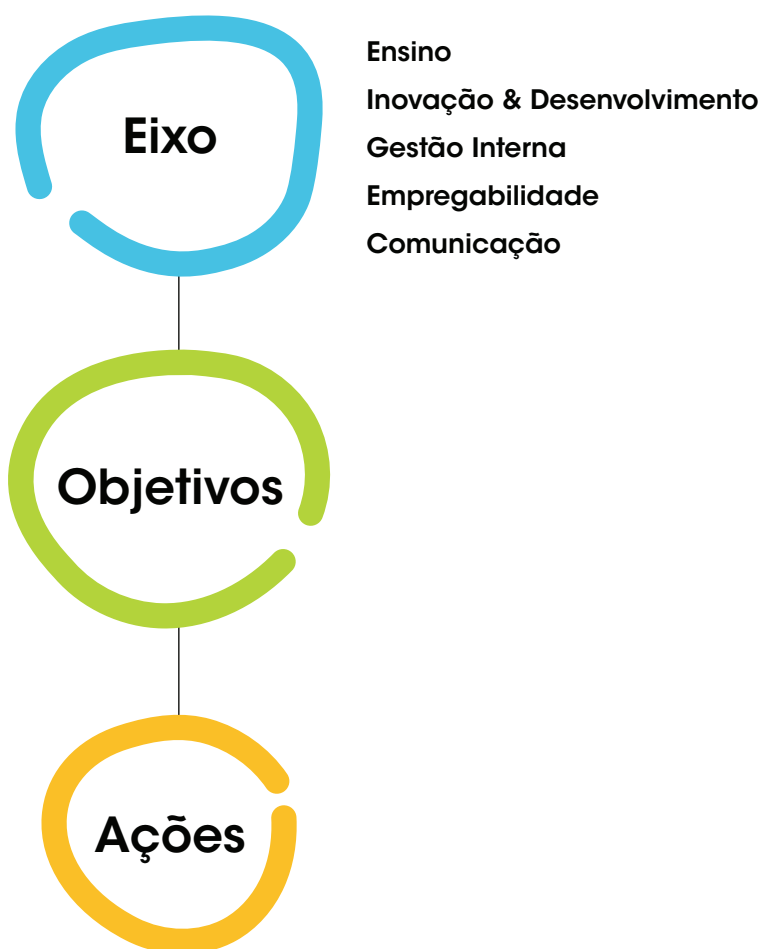 Eixo
Ensino
Inovação & Desenvolvimento
Gestão Interna
Empregabilidade
Comunicação
Objetivos
Ações